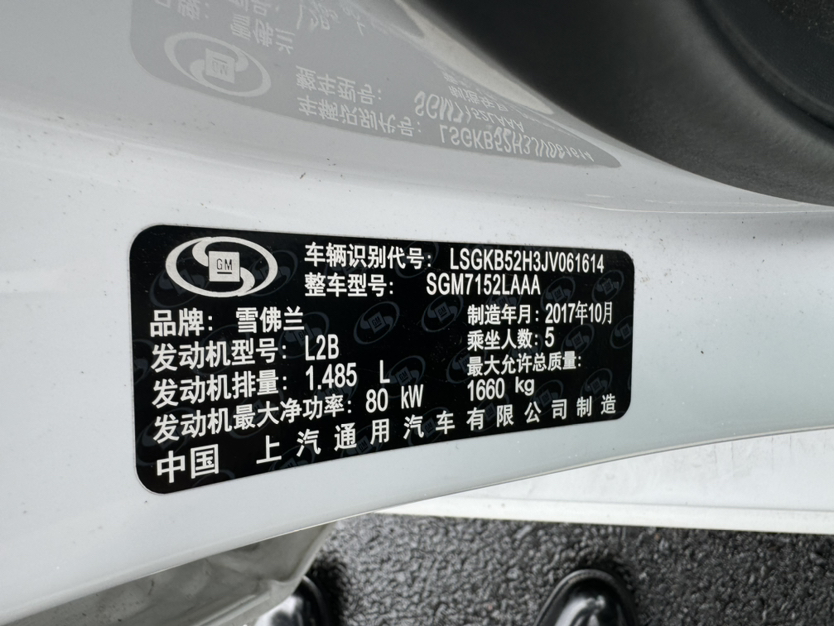 GM
车辆识别代号: LSGKB52H3JV061614
整车型号: SGM7152LAAA
品牌: 雪佛兰
制造年月: 2017年10月
发动机型号: L2B
乘坐人数: 5
发动机排量: 1.485 L
最大允许总质量:
1660 kg
发动机最大净功率: 80 kW
中国 上汽通用汽车有限公司制造